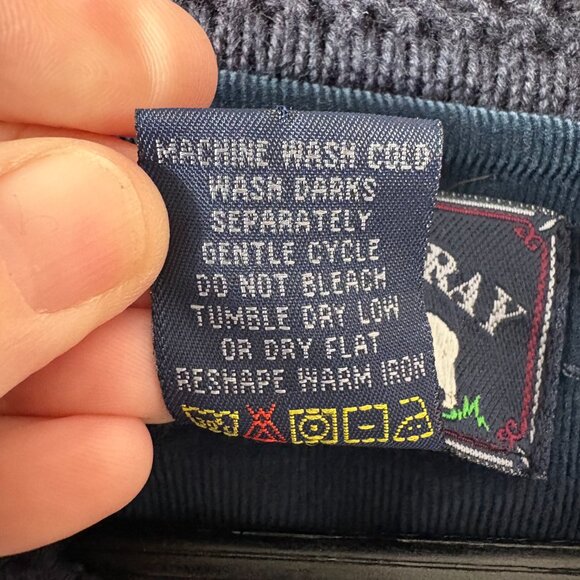 MACHINE WASH COLD
WASH DARKS
SEPARATELY
GENTLE CYCLE
DO NOT BLEACH
TUMBLE DRY LOW
OR DRY FLAT
RESHAPE WARM IRON
RAY